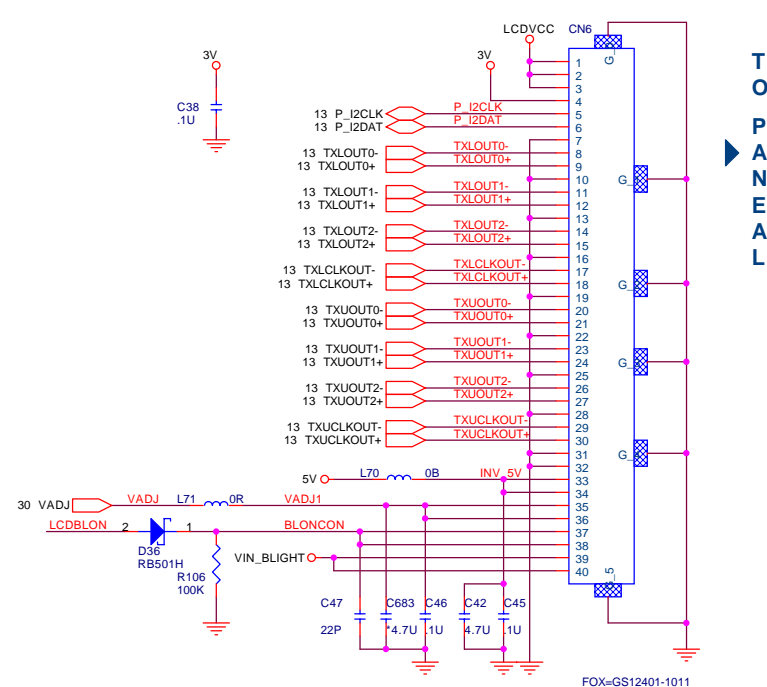 LCDVCC
CN6
3V
3V
C38
.1U
G_
1
2
3
4
13 P_I2CLK P_I2CLK 5
13 P_I2DAT P_I2DAT 6
7
13 TXLOUT0- TXLOUT0- 8
13 TXLOUT0+ TXLOUT0+ 9
10 G_
13 TXLOUT1- TXLOUT1- 11
13 TXLOUT1+ TXLOUT1+ 12
13
13 TXLOUT2- TXLOUT2- 14
13 TXLOUT2+ TXLOUT2+ 15
16
13 TXLCLKOUT- TXLCLKOUT- 17
13 TXLCLKOUT+ TXLCLKOUT+ 18 G_
19
13 TXUOUT0- TXUOUT0- 20
13 TXUOUT0+ TXUOUT0+ 21
22
13 TXUOUT1- TXUOUT1- 23
13 TXUOUT1+ TXUOUT1+ 24 G_
25
13 TXUOUT2- TXUOUT2- 26
13 TXUOUT2+ TXUOUT2+ 27
28
13 TXUCLKOUT- TXUCLKOUT- 29
13 TXUCLKOUT+ TXUCLKOUT+ 30
31 G_
32
5V L70 0B INV_5V 33
34
30 VADJ VADJ L71 0R VADJ1 35
36
LCDBLON 2 1 BLONCON 37
38
D36
RB501H
VIN_BLIGHT 39
40
R106
100K
G_5
C47 C683 C46 C42 C45
22P *4.7U .1U 4.7U .1U
FOX=GS12401-1011
T
O
P
A
N
E
A
L